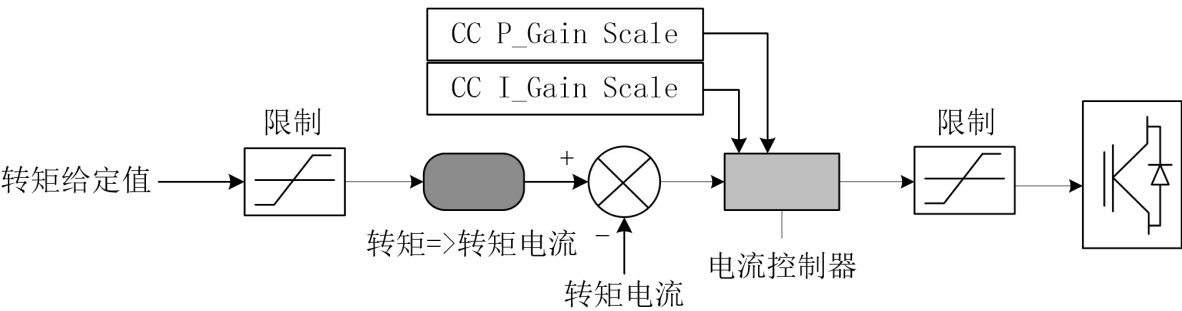 CC P_Gain Scale
CC I_Gain Scale
限制
限制
转矩给定值
+
转矩=>转矩电流
−
电流控制器
转矩电流